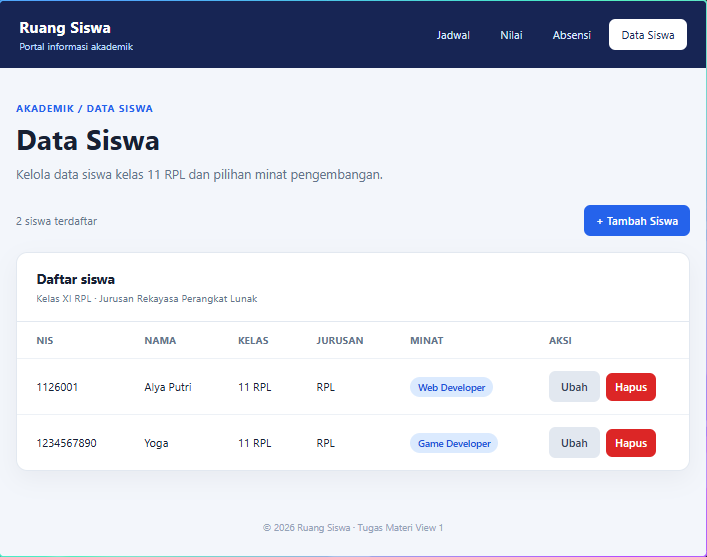 Ruang Siswa
Portal informasi akademik
Jadwal Nilai Absensi Data Siswa
AKADEMIK / DATA SISWA
Data Siswa
Kelola data siswa kelas 11 RPL dan pilihan minat pengembangan.
2 siswa terdaftar
+ Tambah Siswa
Daftar siswa
Kelas XI RPL · Jurusan Rekayasa Perangkat Lunak
NIS NAMA KELAS JURUSAN MINAT AKSI
1126001 Alya Putri 11 RPL RPL Web Developer Ubah Hapus
1234567890 Yoga 11 RPL RPL Game Developer Ubah Hapus
© 2026 Ruang Siswa · Tugas Materi View 1